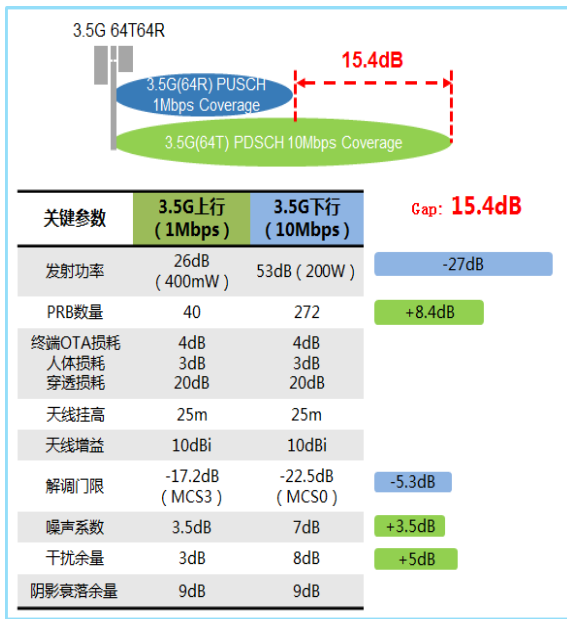 3.5G 64T64R
15.4dB
3.5G(64R) PUSCH
1Mbps Coverage
3.5G(64T) PDSCH 10Mbps Coverage
Gap: 15.4dB
关键参数 3.5G上行 3.5G下行
(1Mbps) (10Mbps)
发射功率 26dB 53dB(200W) -27dB
(400mW)
PRB数量 40 272 +8.4dB
终端OTA损耗 4dB 4dB
人体损耗 3dB 3dB
穿透损耗 20dB 20dB
天线挂高 25m 25m
天线增益 10dBi 10dBi
解调门限 -17.2dB -22.5dB -5.3dB
(MCS3) (MCS0)
噪声系数 3.5dB 7dB +3.5dB
干扰余量 3dB 8dB +5dB
阴影衰落余量 9dB 9dB